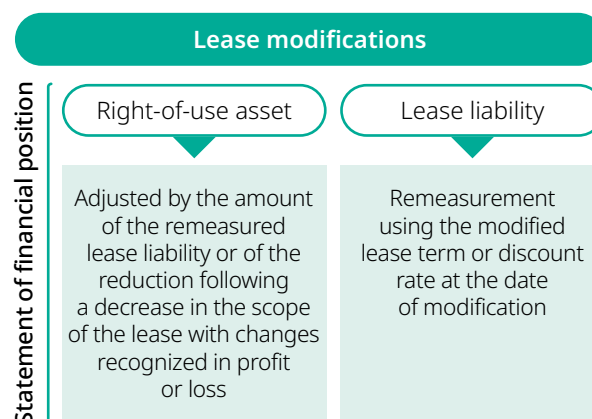 Lease modifications
Statement of financial position
Right-of-use asset
Lease liability
Adjusted by the amount
of the remeasured
lease liability or of the
reduction following
a decrease in the scope
of the lease with changes
recognized in profit
or loss
Remeasurement
using the modified
lease term or discount
rate at the date
of modification